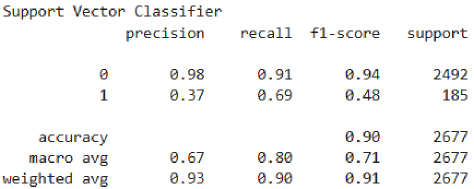 Support Vector Classifier
precision recall f1-score support
0 0.98 0.91 0.94 2492
1 0.37 0.69 0.48 185
accuracy 0.90 2677
macro avg 0.67 0.80 0.71 2677
weighted avg 0.93 0.90 0.91 2677